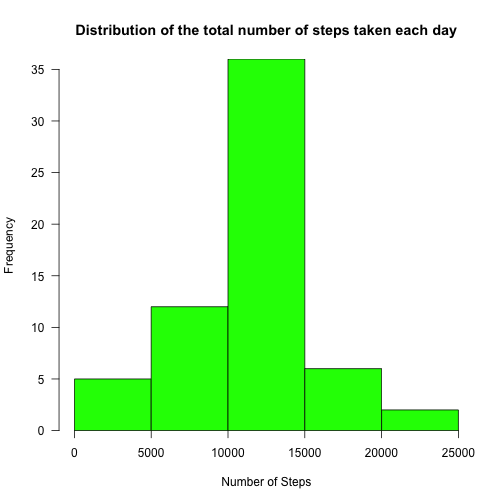 Distribution of the total number of steps taken each day
35
30
25
20
15
10
5
0
Frequency
0 5000 10000 15000 20000 25000
Number of Steps